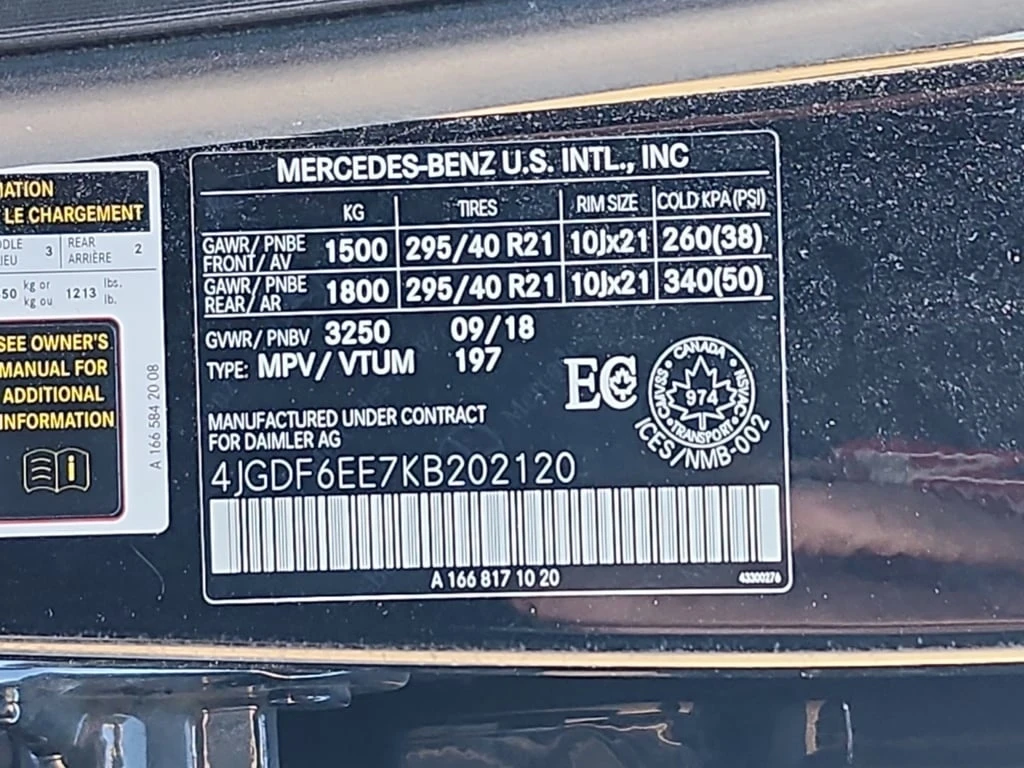 MATION
LE CHARGEMENT
3 REAR ARRIÈRE 2
kg or kg ou 1213 lbs. lb.
SEE OWNER'S
MANUAL FOR
ADDITIONAL
INFORMATION
A 166 584 20 08
MERCEDES-BENZ U.S. INTL., INC
KG TIRES RIM SIZE COLD KPA(PSI)
GAWR/PNBE FRONT/AV 1500 295/40 R21 10Jx21 260(38)
GAWR/PNBE REAR/AR 1800 295/40 R21 10Jx21 340(50)
GVWR/PNBV 3250 09/18
TYPE: MPV/VTUM 197
EC
CANADA
CMVSS NSVAC
974
TRANSPORT
ICES/NMB-002
MANUFACTURED UNDER CONTRACT
FOR DAIMLER AG
4JGDF6EE7KB202120
A 166 817 10 20
43300276